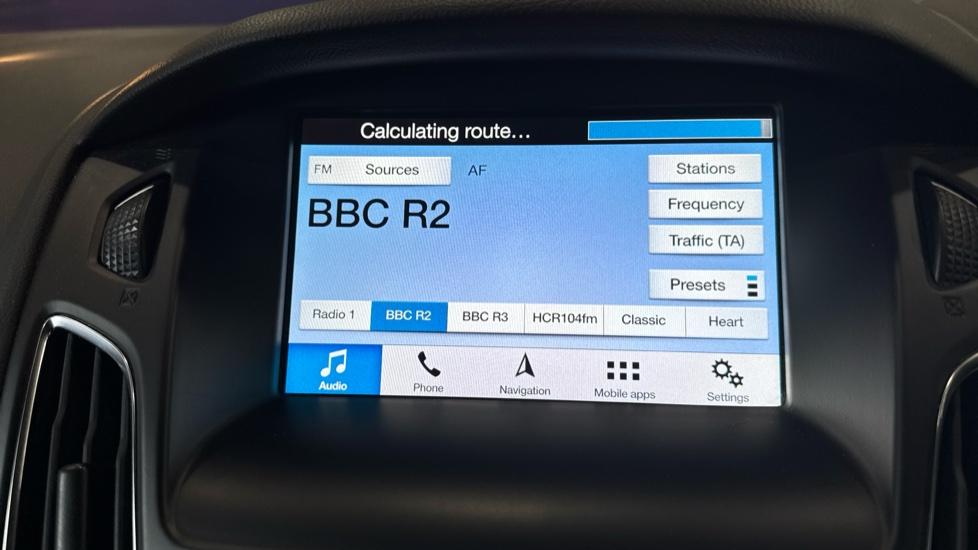 Calculating route...
FM Sources AF Stations
BBC R2 Frequency
Traffic (TA)
Presets
Radio 1 BBC R2 BBC R3 HCR104fm Classic Heart
Audio Phone Navigation Mobile apps Settings